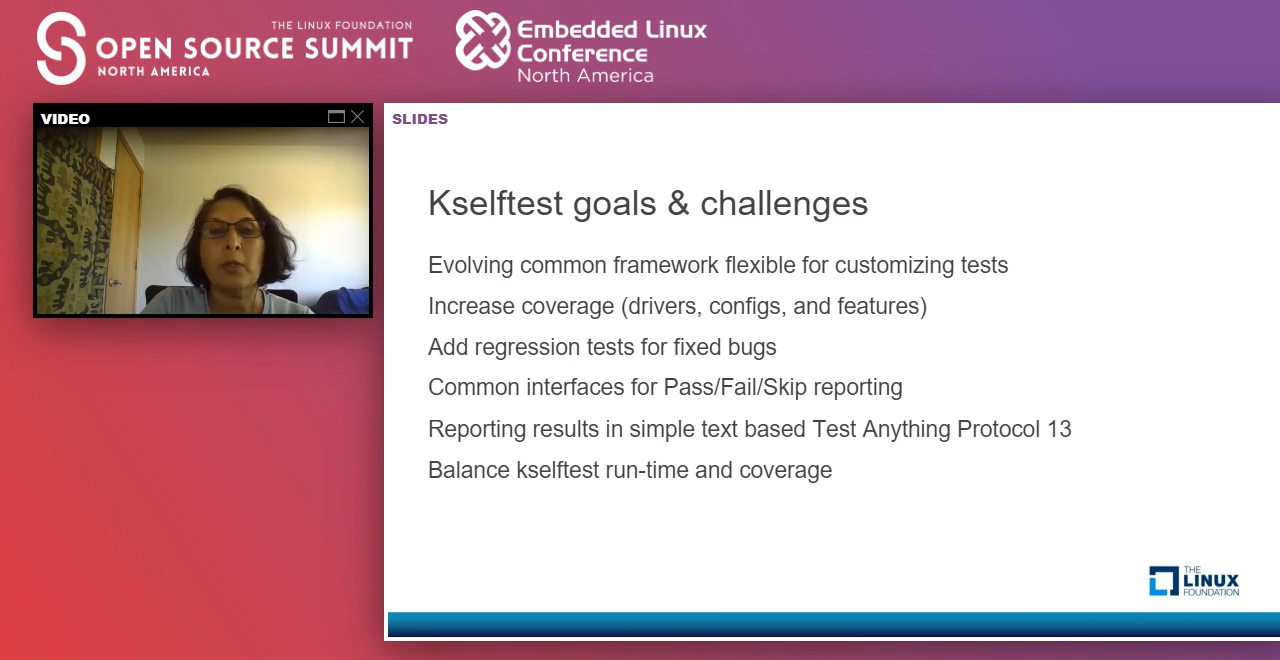 THE LINUX FOUNDATION
OPEN SOURCE SUMMIT
NORTH AMERICA
Embedded Linux
Conference
North America
VIDEO
SLIDES
Kselftest goals & challenges
Evolving common framework flexible for customizing tests
Increase coverage (drivers, configs, and features)
Add regression tests for fixed bugs
Common interfaces for Pass/Fail/Skip reporting
Reporting results in simple text based Test Anything Protocol 13
Balance kselftest run-time and coverage
THE
LINUX
FOUNDATION